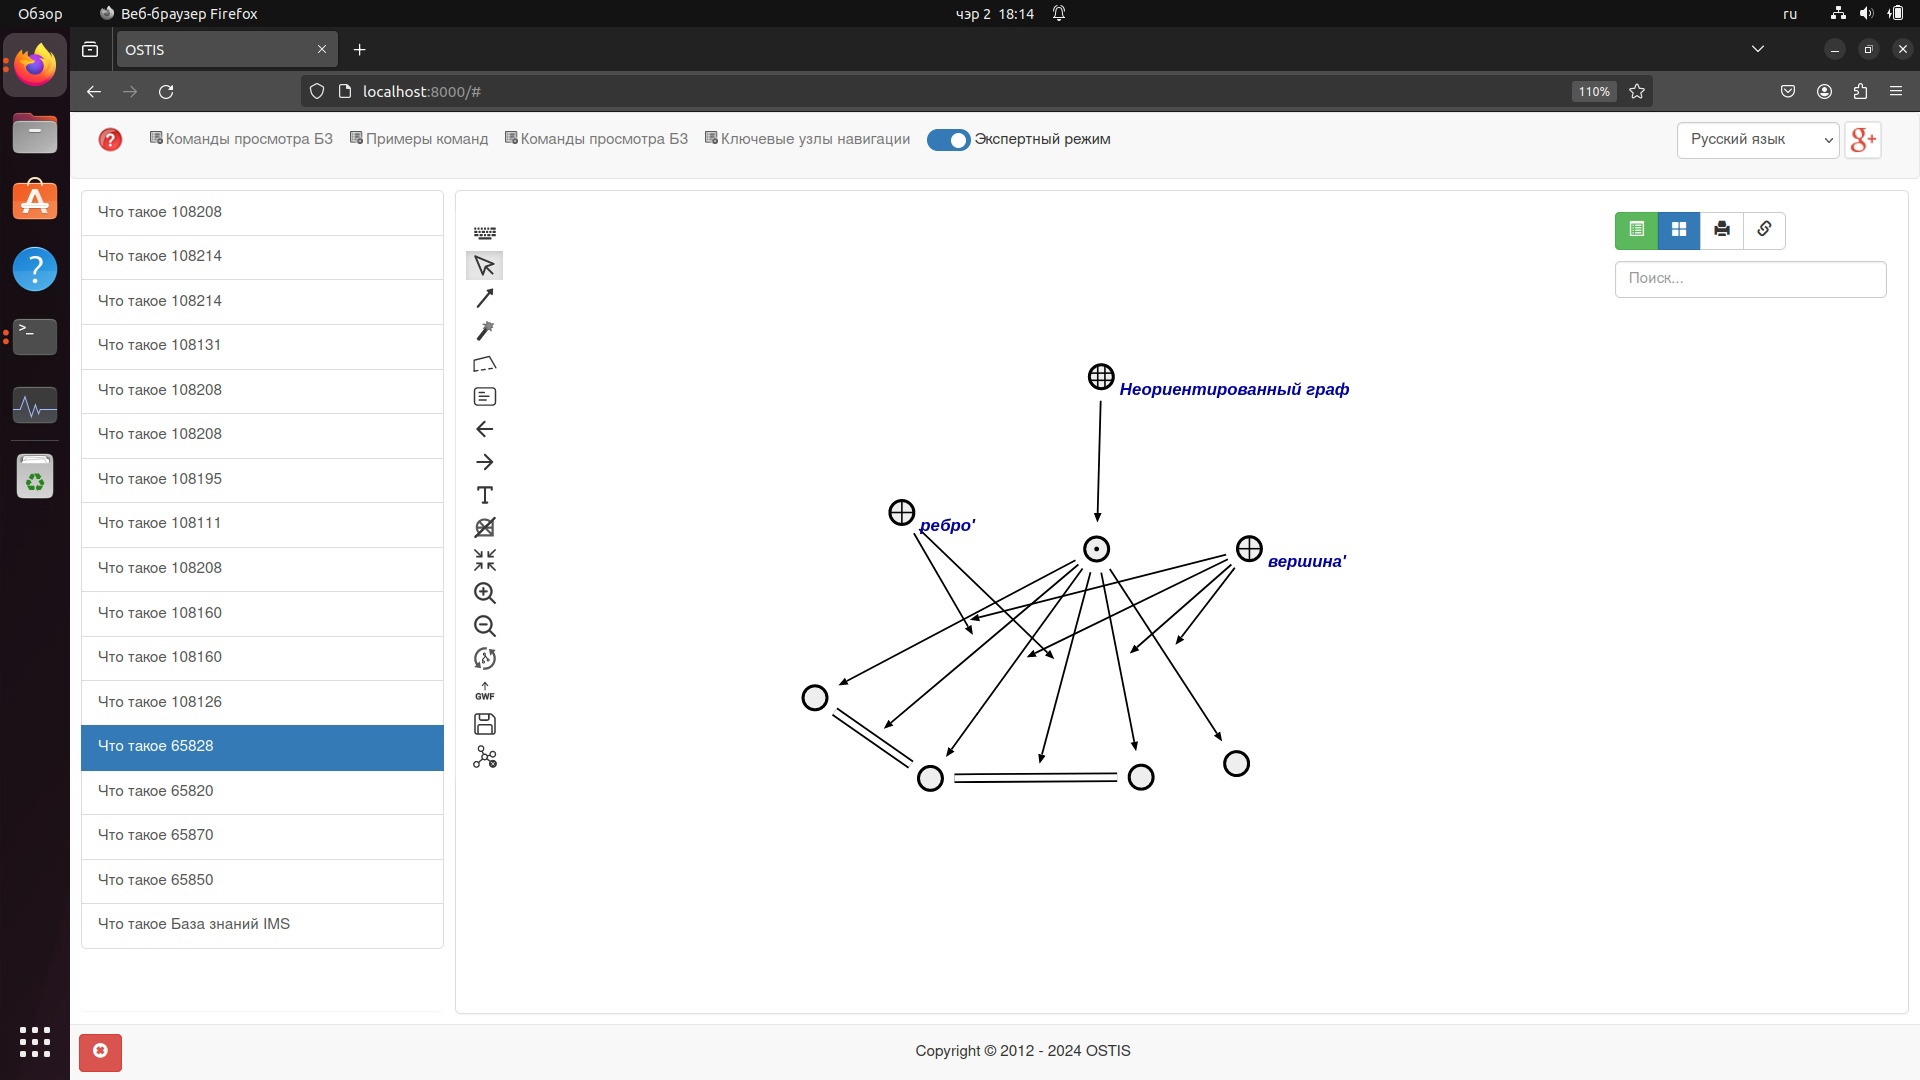 Обзор
Веб-браузер Firefox
чэр 2 18:14
ru
OSTIS
localhost:8000/#
110%
Команды просмотра БЗ
Примеры команд
Команды просмотра БЗ
Ключевые узлы навигации
Экспертный режим
Русский язык
g+
Что такое 108208
Что такое 108214
Что такое 108214
Что такое 108131
Что такое 108208
Что такое 108208
Что такое 108195
Что такое 108111
Что такое 108208
Что такое 108160
Что такое 108160
Что такое 108126
Что такое 65828
Что такое 65820
Что такое 65870
Что такое 65850
Что такое База знаний IMS
GWF
Поиск...
Неориентированный граф
ребро'
вершина'
Copyright © 2012 - 2024 OSTIS